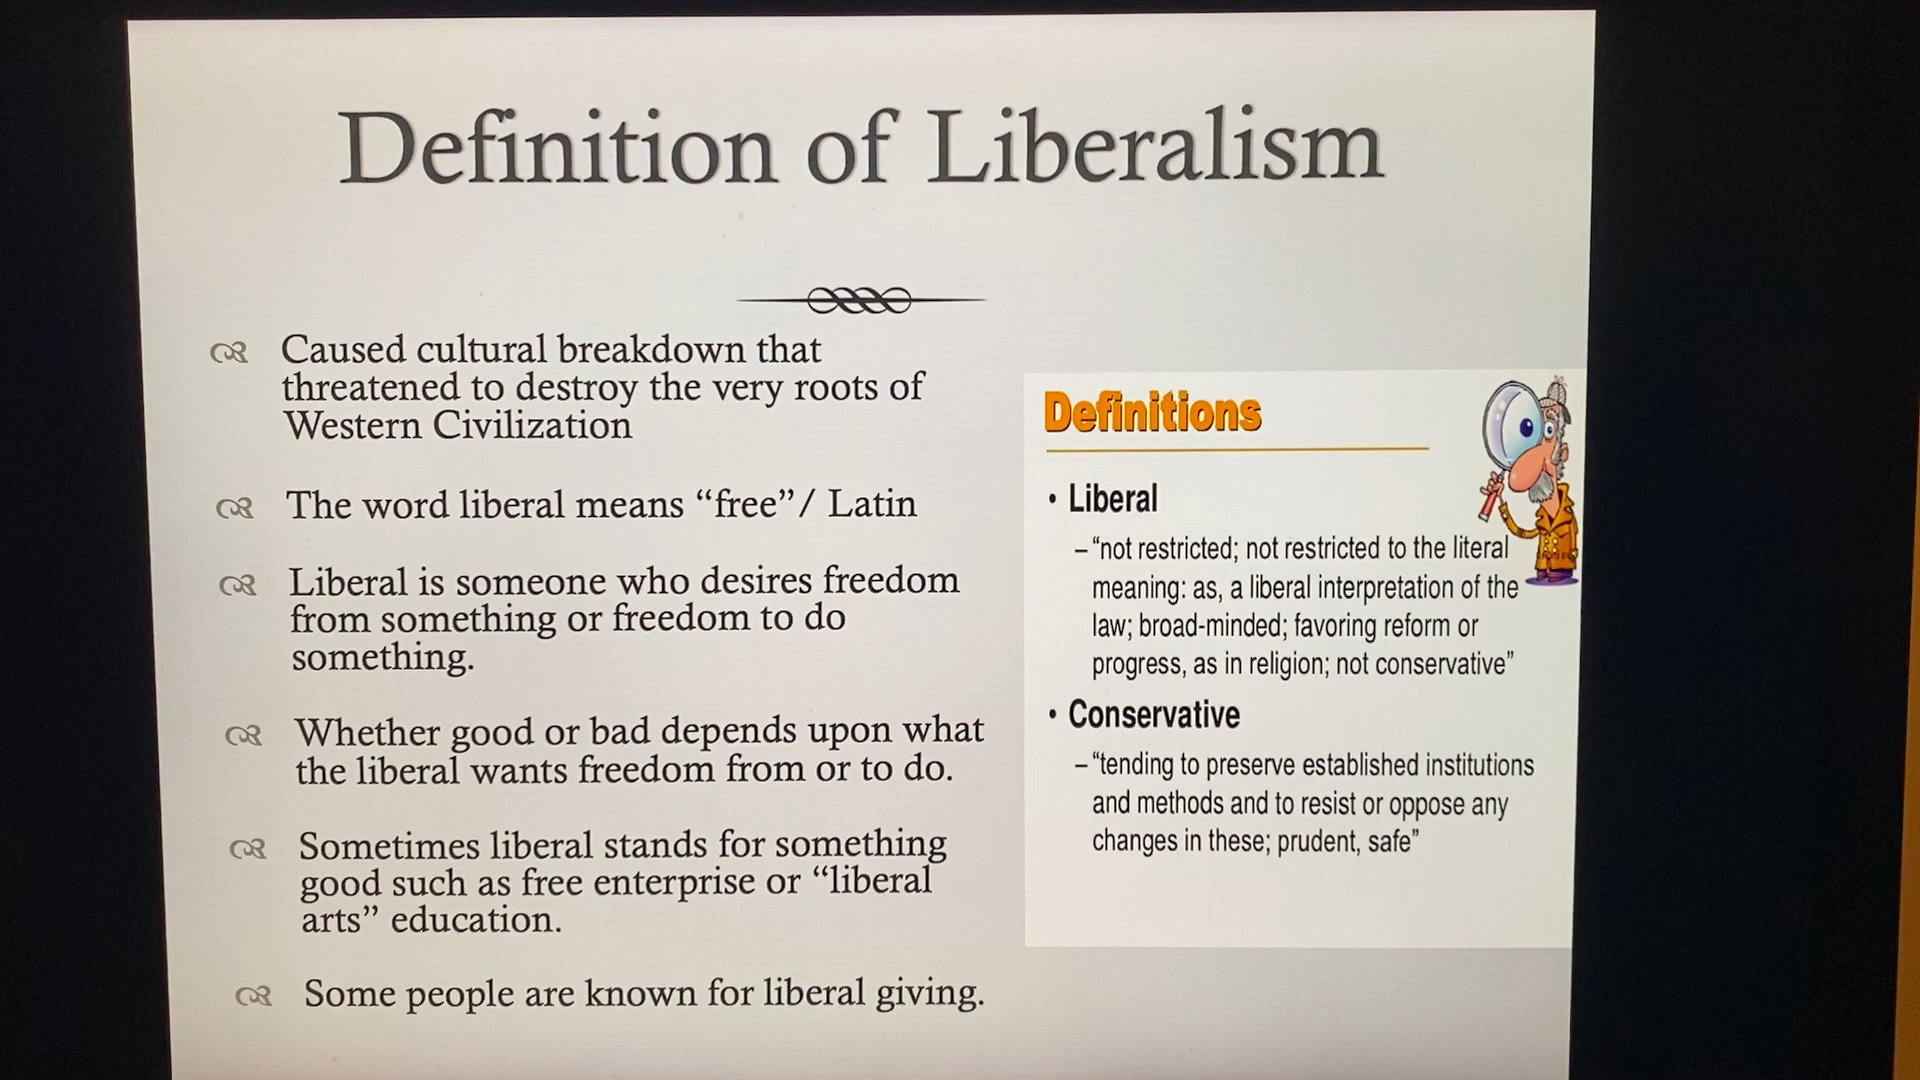 Definition of Liberalism
Caused cultural breakdown that
threatened to destroy the very roots of
Western Civilization
The word liberal means “free”/ Latin
Liberal is someone who desires freedom
from something or freedom to do
something.
Whether good or bad depends upon what
the liberal wants freedom from or to do.
Sometimes liberal stands for something
good such as free enterprise or “liberal
arts” education.
Some people are known for liberal giving.
Definitions
• Liberal
– “not restricted; not restricted to the literal
meaning: as, a liberal interpretation of the
law; broad-minded; favoring reform or
progress, as in religion; not conservative”
• Conservative
– “tending to preserve established institutions
and methods and to resist or oppose any
changes in these; prudent, safe”